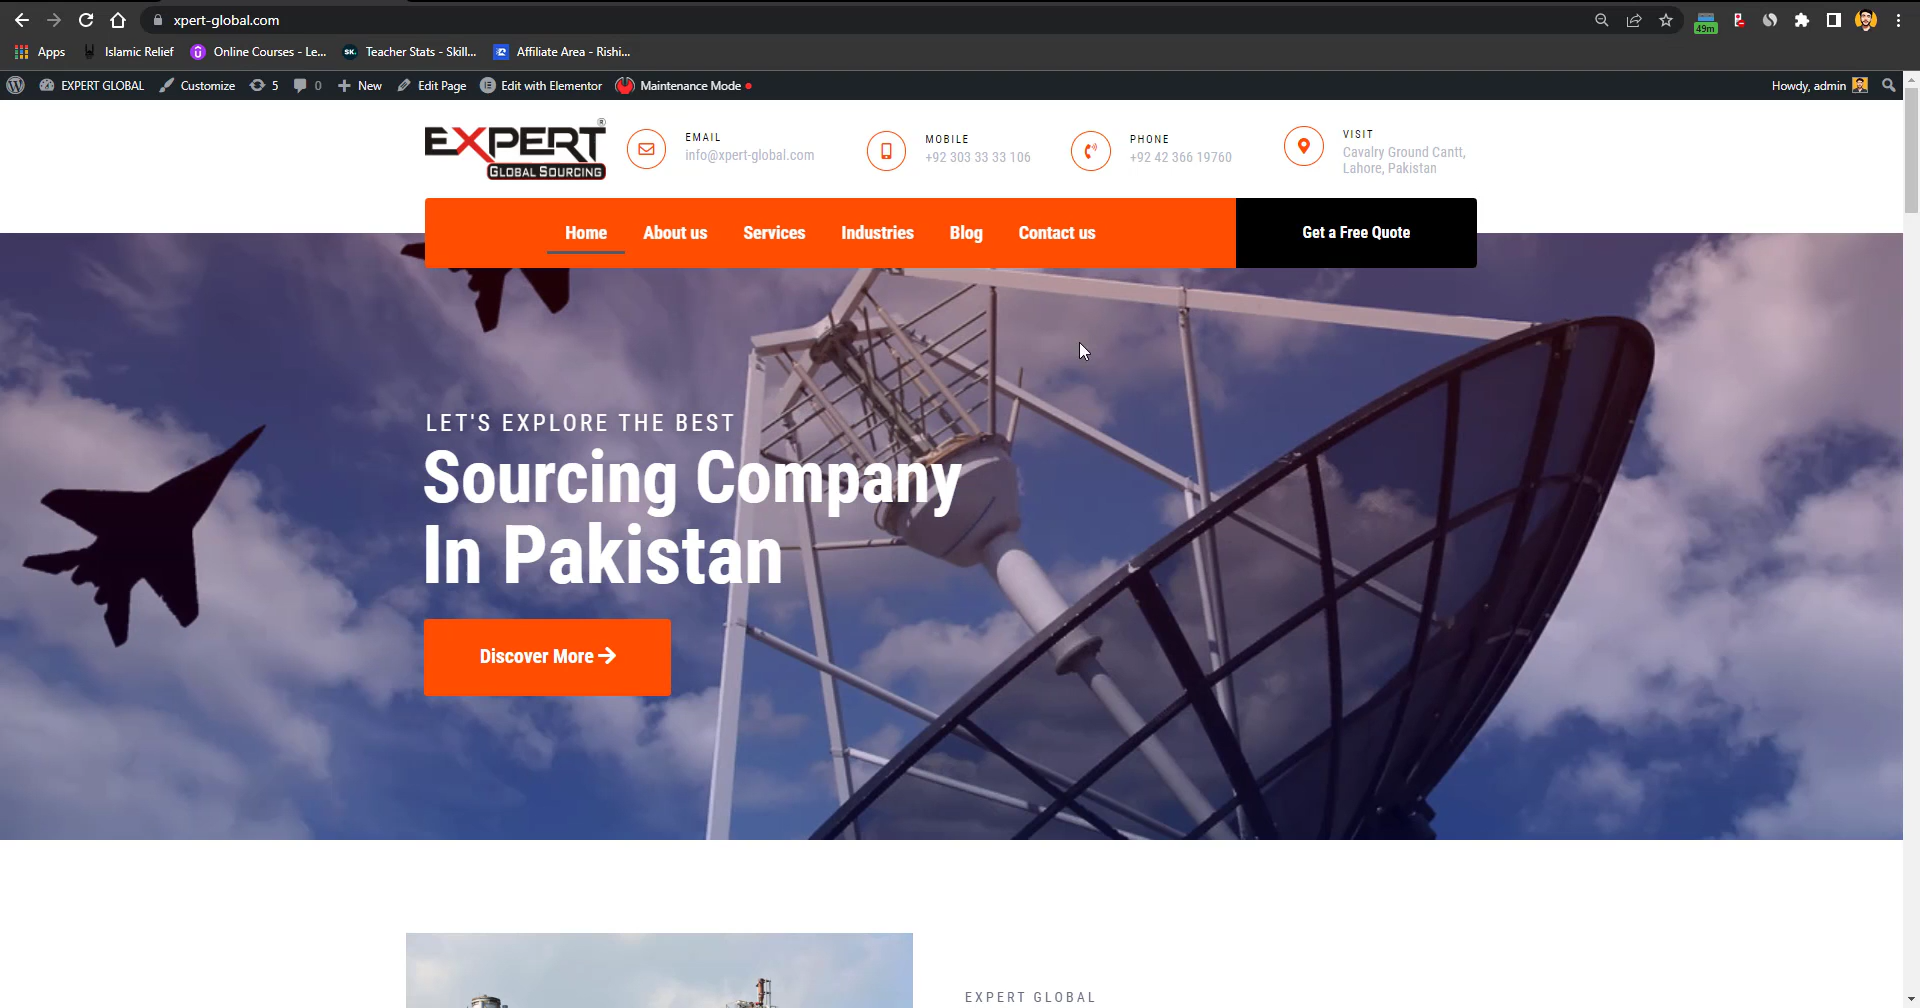 xpert-global.com
49m
Apps
Islamic Relief
Online Courses - Le...
SK.
Teacher Stats - Skill...
Affiliate Area - Rishi...
EXPERT GLOBAL
Customize
5
0
New
Edit Page
Edit with Elementor
Maintenance Mode
Howdy, admin
EXPERT®
GLOBAL SOURCING
EMAIL
info@xpert-global.com
MOBILE
+92 303 33 33 106
PHONE
+92 42 366 19760
VISIT
Cavalry Ground Cantt,
Lahore, Pakistan
Home
About us
Services
Industries
Blog
Contact us
Get a Free Quote
LET'S EXPLORE THE BEST
Sourcing Company
In Pakistan
Discover More
EXPERT GLOBAL